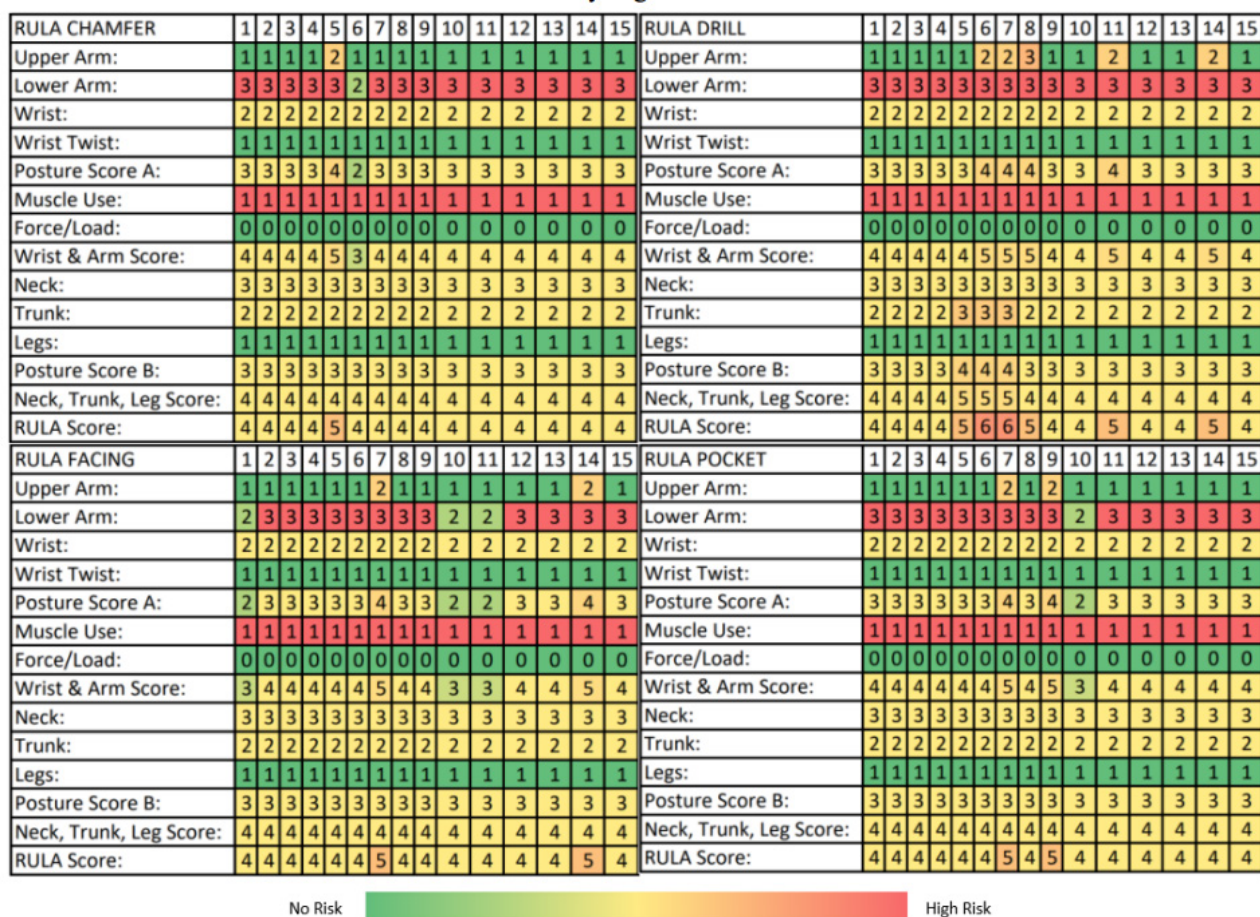 RULA CHAMFER 1 2 3 4 5 6 7 8 9 10 11 12 13 14 15
Upper Arm: 1 1 1 1 2 1 1 1 1 1 1 1 1 1 1
Lower Arm: 3 3 3 3 3 2 3 3 3 3 3 3 3 3 3
Wrist: 2 2 2 2 2 2 2 2 2 2 2 2 2 2 2
Wrist Twist: 1 1 1 1 1 1 1 1 1 1 1 1 1 1 1
Posture Score A: 3 3 3 3 4 2 3 3 3 3 3 3 3 3 3
Muscle Use: 1 1 1 1 1 1 1 1 1 1 1 1 1 1 1
Force/Load: 0 0 0 0 0 0 0 0 0 0 0 0 0 0 0
Wrist & Arm Score: 4 4 4 4 5 3 4 4 4 4 4 4 4 4 4
Neck: 3 3 3 3 3 3 3 3 3 3 3 3 3 3 3
Trunk: 2 2 2 2 2 2 2 2 2 2 2 2 2 2 2
Legs: 1 1 1 1 1 1 1 1 1 1 1 1 1 1 1
Posture Score B: 3 3 3 3 3 3 3 3 3 3 3 3 3 3 3
Neck, Trunk, Leg Score: 4 4 4 4 4 4 4 4 4 4 4 4 4 4 4
RULA Score: 4 4 4 4 5 4 4 4 4 4 4 4 4 4 4
RULA DRILL 1 2 3 4 5 6 7 8 9 10 11 12 13 14 15
Upper Arm: 1 1 1 1 1 2 2 3 1 1 2 1 1 2 1
Lower Arm: 3 3 3 3 3 3 3 3 3 3 3 3 3 3 3
Wrist: 2 2 2 2 2 2 2 2 2 2 2 2 2 2 2
Wrist Twist: 1 1 1 1 1 1 1 1 1 1 1 1 1 1 1
Posture Score A: 3 3 3 3 3 4 4 4 3 3 4 3 3 3 3
Muscle Use: 1 1 1 1 1 1 1 1 1 1 1 1 1 1 1
Force/Load: 0 0 0 0 0 0 0 0 0 0 0 0 0 0 0
Wrist & Arm Score: 4 4 4 4 4 5 5 5 4 4 5 4 4 5 4
Neck: 3 3 3 3 3 3 3 3 3 3 3 3 3 3 3
Trunk: 2 2 2 2 3 3 3 2 2 2 2 2 2 2 2
Legs: 1 1 1 1 1 1 1 1 1 1 1 1 1 1 1
Posture Score B: 3 3 3 3 4 4 4 3 3 3 3 3 3 3 3
Neck, Trunk, Leg Score: 4 4 4 4 5 5 5 4 4 4 4 4 4 4 4
RULA Score: 4 4 4 4 5 6 6 5 4 4 5 4 4 5 4
RULA FACING 1 2 3 4 5 6 7 8 9 10 11 12 13 14 15
Upper Arm: 1 1 1 1 1 1 2 1 1 1 1 1 1 2 1
Lower Arm: 2 3 3 3 3 3 3 3 3 2 2 3 3 3 3
Wrist: 2 2 2 2 2 2 2 2 2 2 2 2 2 2 2
Wrist Twist: 1 1 1 1 1 1 1 1 1 1 1 1 1 1 1
Posture Score A: 2 3 3 3 3 3 4 3 3 2 2 3 3 4 3
Muscle Use: 1 1 1 1 1 1 1 1 1 1 1 1 1 1 1
Force/Load: 0 0 0 0 0 0 0 0 0 0 0 0 0 0 0
Wrist & Arm Score: 3 4 4 4 4 4 5 4 4 3 3 4 4 5 4
Neck: 3 3 3 3 3 3 3 3 3 3 3 3 3 3 3
Trunk: 2 2 2 2 2 2 2 2 2 2 2 2 2 2 2
Legs: 1 1 1 1 1 1 1 1 1 1 1 1 1 1 1
Posture Score B: 3 3 3 3 3 3 3 3 3 3 3 3 3 3 3
Neck, Trunk, Leg Score: 4 4 4 4 4 4 4 4 4 4 4 4 4 4 4
RULA Score: 4 4 4 4 4 4 5 4 4 4 4 4 4 5 4
RULA POCKET 1 2 3 4 5 6 7 8 9 10 11 12 13 14 15
Upper Arm: 1 1 1 1 1 1 2 1 2 1 1 1 1 1 1
Lower Arm: 3 3 3 3 3 3 3 3 3 2 3 3 3 3 3
Wrist: 2 2 2 2 2 2 2 2 2 2 2 2 2 2 2
Wrist Twist: 1 1 1 1 1 1 1 1 1 1 1 1 1 1 1
Posture Score A: 3 3 3 3 3 3 4 3 4 2 3 3 3 3 3
Muscle Use: 1 1 1 1 1 1 1 1 1 1 1 1 1 1 1
Force/Load: 0 0 0 0 0 0 0 0 0 0 0 0 0 0 0
Wrist & Arm Score: 4 4 4 4 4 4 5 4 5 3 4 4 4 4 4
Neck: 3 3 3 3 3 3 3 3 3 3 3 3 3 3 3
Trunk: 2 2 2 2 2 2 2 2 2 2 2 2 2 2 2
Legs: 1 1 1 1 1 1 1 1 1 1 1 1 1 1 1
Posture Score B: 3 3 3 3 3 3 3 3 3 3 3 3 3 3 3
Neck, Trunk, Leg Score: 4 4 4 4 4 4 4 4 4 4 4 4 4 4 4
RULA Score: 4 4 4 4 4 4 5 4 5 4 4 4 4 4 4
No Risk
High Risk